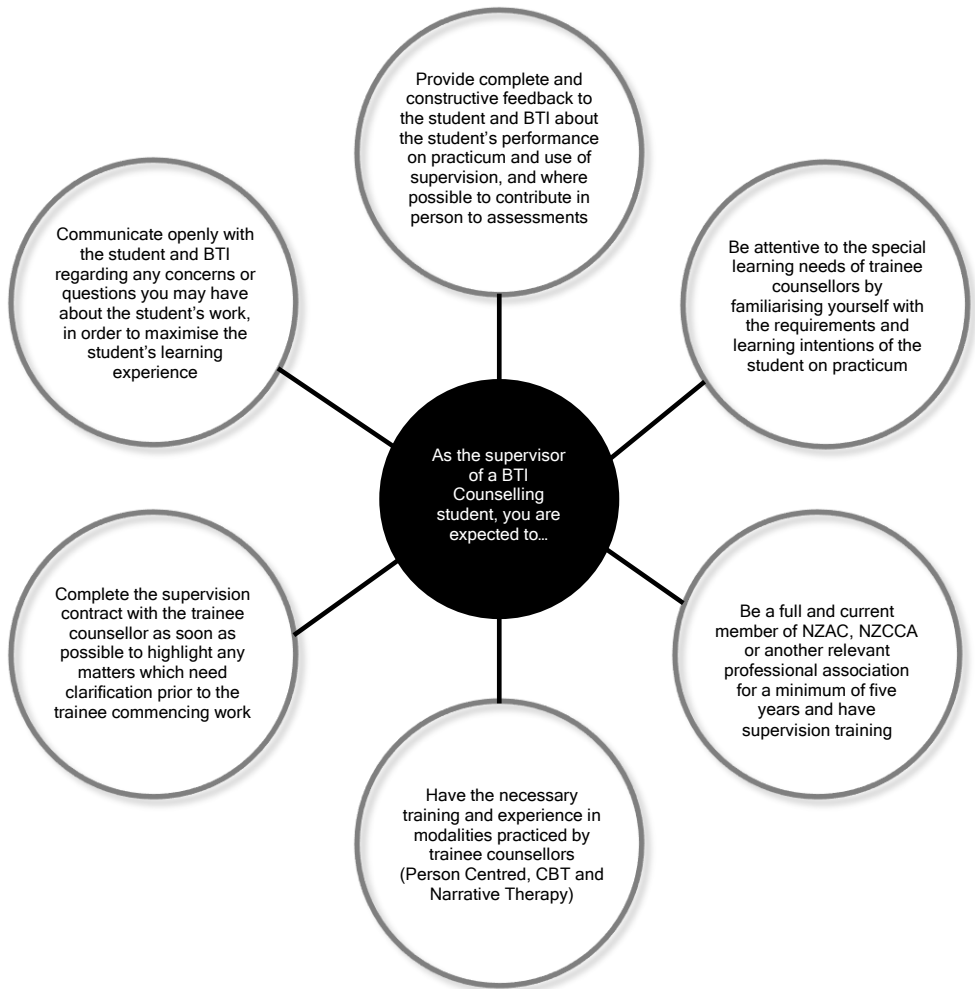 Provide complete and
constructive feedback to
the student and BTI about
the student’s performance
on practicum and use of
supervision, and where
possible to contribute in
person to assessments
Communicate openly with
the student and BTI
regarding any concerns or
questions you may have
about the student’s work,
in order to maximise the
student’s learning
experience
Be attentive to the special
learning needs of trainee
counsellors by
familiarising yourself with
the requirements and
learning intentions of the
student on practicum
As the supervisor
of a BTI
Counselling
student, you are
expected to…
Complete the supervision
contract with the trainee
counsellor as soon as
possible to highlight any
matters which need
clarification prior to the
trainee commencing work
Be a full and current
member of NZAC, NZCCA
or another relevant
professional association
for a minimum of five
years and have
supervision training
Have the necessary
training and experience in
modalities practiced by
trainee counsellors
(Person Centred, CBT and
Narrative Therapy)